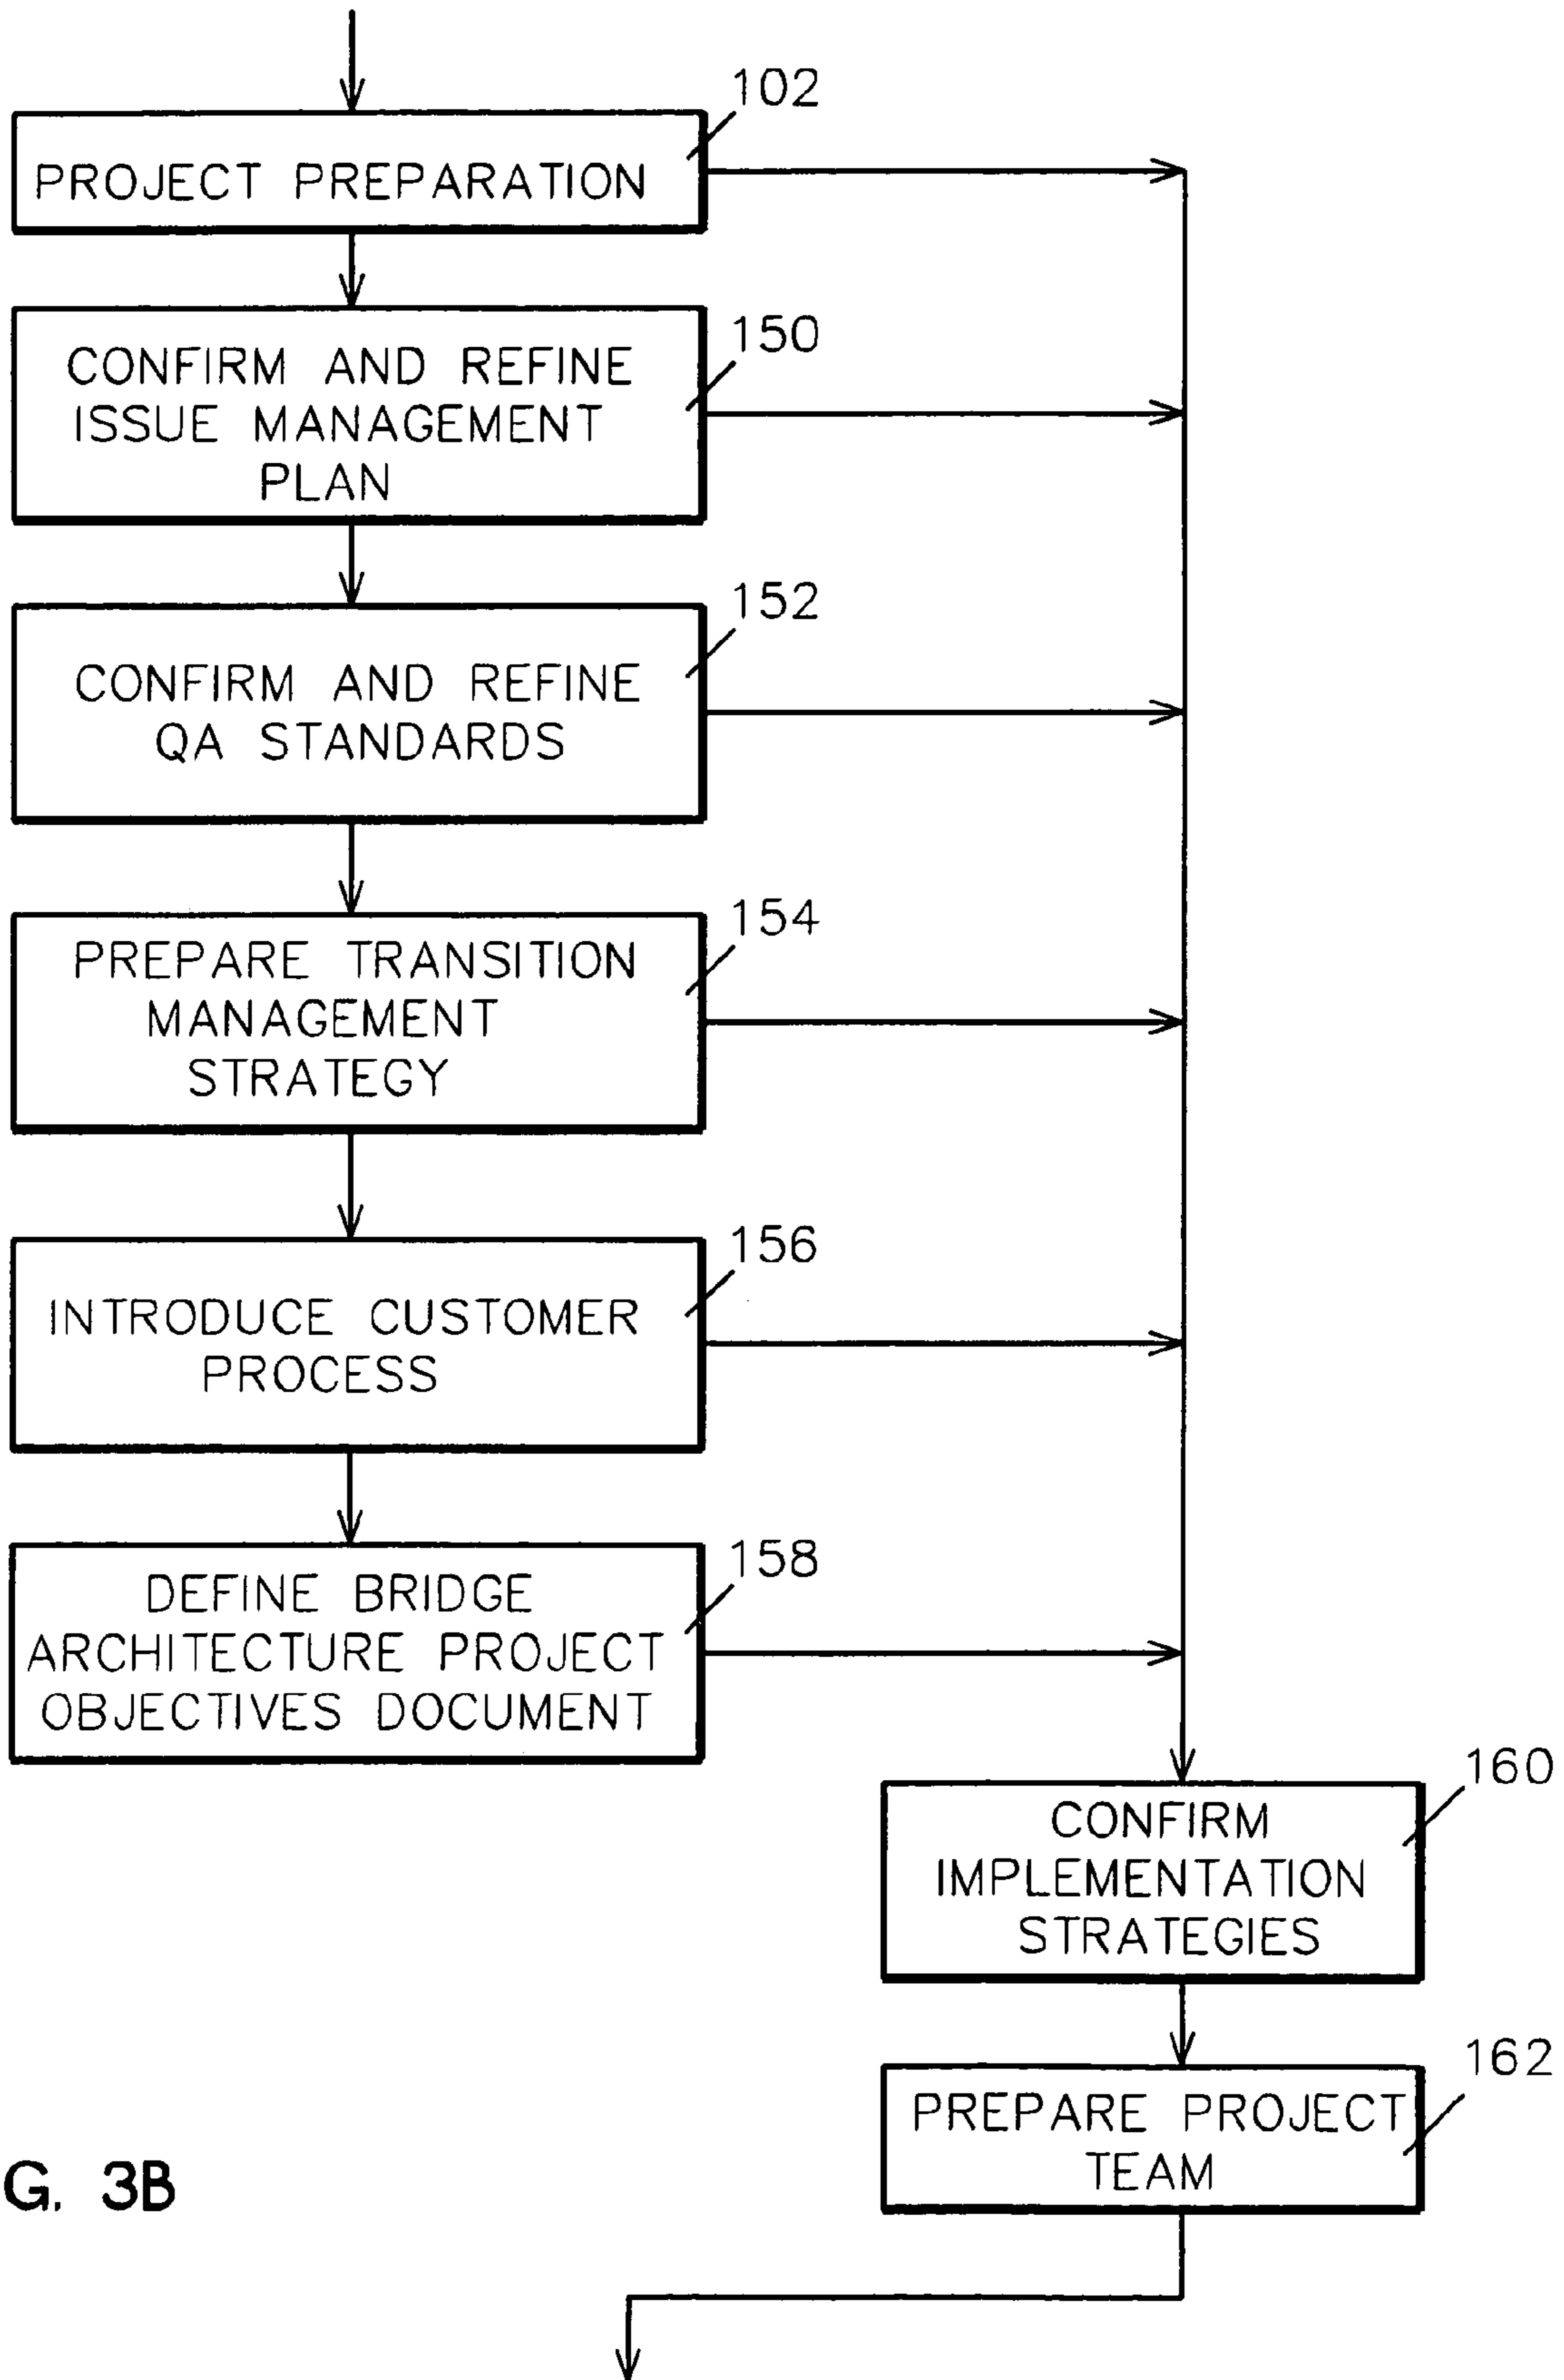 102
PROJECT PREPARATION
150
CONFIRM AND REFINE
ISSUE MANAGEMENT
PLAN
152
CONFIRM AND REFINE
QA STANDARDS
154
PREPARE TRANSITION
MANAGEMENT
STRATEGY
156
INTRODUCE CUSTOMER
PROCESS
158
DEFINE BRIDGE
ARCHITECTURE PROJECT
OBJECTIVES DOCUMENT
160
CONFIRM
IMPLEMENTATION
STRATEGIES
162
PREPARE PROJECT
TEAM
G. 3B